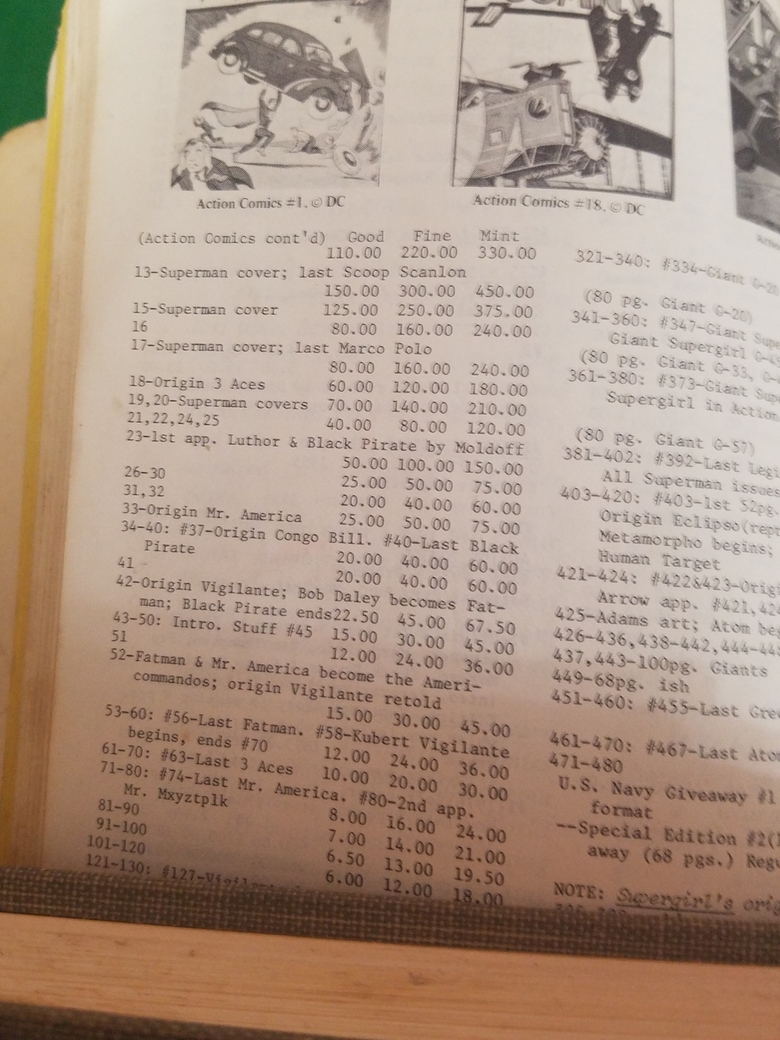 Action Comics #1, © DC
Action Comics #18, © DC
(Action Comics cont'd) Good Fine Mint
110.00 220.00 330.00
13-Superman cover; last Scoop Scanlon
150.00 300.00 450.00
15-Superman cover 125.00 250.00 375.00
16 80.00 160.00 240.00
17-Superman cover; last Marco Polo
80.00 160.00 240.00
18-Origin 3 Aces 60.00 120.00 180.00
19,20-Superman covers 70.00 140.00 210.00
21,22,24,25 40.00 80.00 120.00
23-1st app. Luthor & Black Pirate by Moldoff
50.00 100.00 150.00
26-30 25.00 50.00 75.00
31,32 20.00 40.00 60.00
33-Origin Mr. America 25.00 50.00 75.00
34-40: #37-Origin Congo Bill. #40-Last Black
Pirate 20.00 40.00 60.00
41 20.00 40.00 60.00
42-Origin Vigilante; Bob Daley becomes Fat-
man; Black Pirate ends22.50 45.00 67.50
43-50: Intro. Stuff #45 15.00 30.00 45.00
51 12.00 24.00 36.00
52-Fatman & Mr. America become the Ameri-
commandos; origin Vigilante retold
15.00 30.00 45.00
53-60: #56-Last Fatman. #58-Kubert Vigilante
begins, ends #70 12.00 24.00 36.00
61-70: #63-Last 3 Aces 10.00 20.00 30.00
71-80: #74-Last Mr. America. #80-2nd app.
Mr. Mxyztplk 8.00 16.00 24.00
81-90 7.00 14.00 21.00
91-100 6.50 13.00 19.50
101-120 6.00 12.00 18.00
121-130: #127-
321-340: #334-Giant G-20
(80 pg. Giant G-20)
341-360: #347-Giant
Giant Supergirl
(80 pg. Giant G-33,
361-380: #373-Giant
Supergirl in Action
(80 pg. Giant G-57)
381-402: #392-Last
All Superman issues
403-420: #403-1st 52pg.
Origin Eclipso
Metamorpho begins;
Human Target
421-424: #422&423-
Arrow app. #421,
425-Adams art; Atom
426-436,438-442,
437,443-100pg. Giants
449-68pg. ish
451-460: #455-Last
461-470: #467-Last
471-480
U.S. Navy Giveaway #1
format
--Special Edition #2
away (68 pgs.)
NOTE: Supergirl's